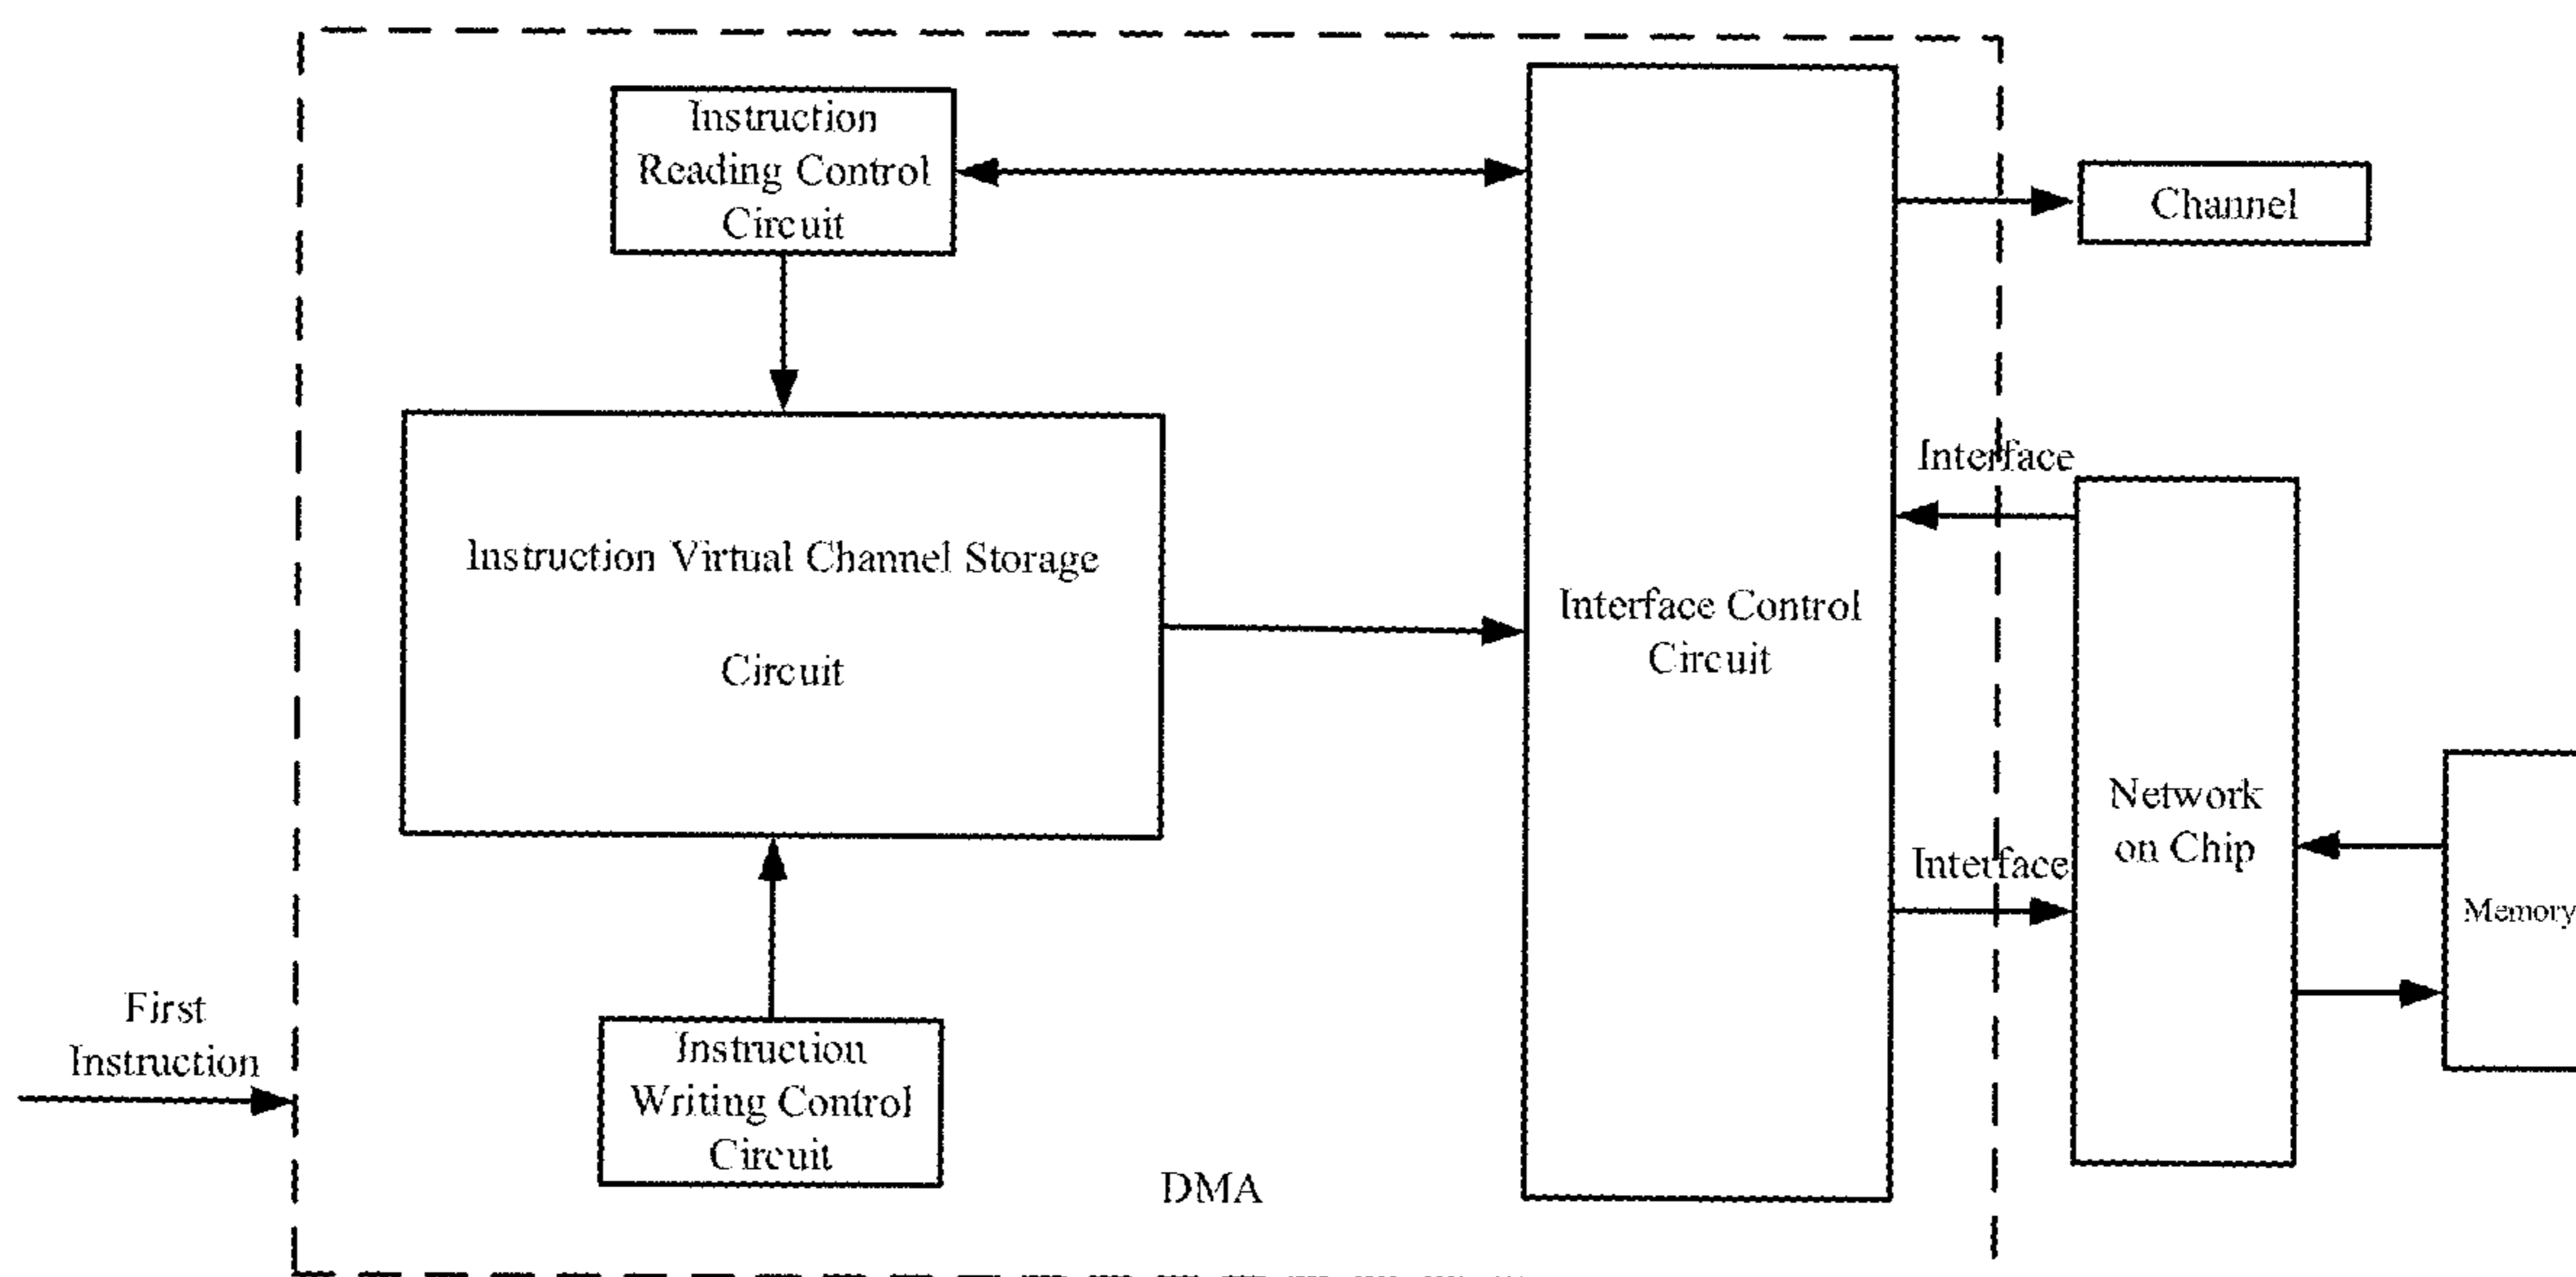 Instruction
Reading Control
Circuit
Channel
Interface
Instruction Virtual Channel Storage
Circuit
Interface Control
Circuit
Network
on Chip
Interface
Memory
First
Instruction
Instruction
Writing Control
Circuit
DMA